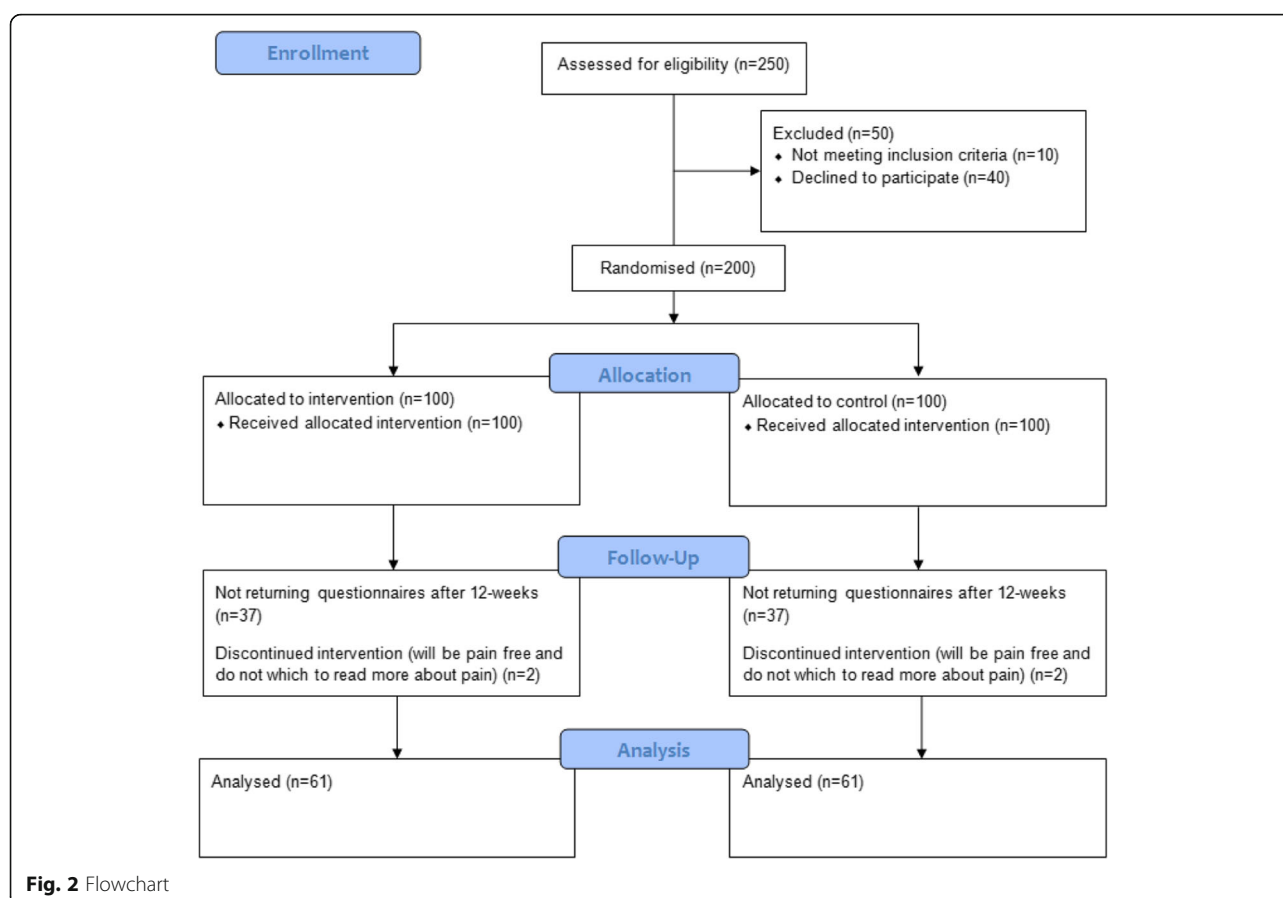 Enrollment
Assessed for eligibility (n=250)
Excluded (n=50)
♦ Not meeting inclusion criteria (n=10)
♦ Declined to participate (n=40)
Randomised (n=200)
Allocation
Allocated to intervention (n=100)
♦ Received allocated intervention (n=100)
Allocated to control (n=100)
♦ Received allocated intervention (n=100)
Follow-Up
Not returning questionnaires after 12-weeks
(n=37)
Discontinued intervention (will be pain free and
do not which to read more about pain) (n=2)
Not returning questionnaires after 12-weeks
(n=37)
Discontinued intervention (will be pain free and
do not which to read more about pain) (n=2)
Analysis
Analysed (n=61)
Analysed (n=61)
Fig. 2 Flowchart